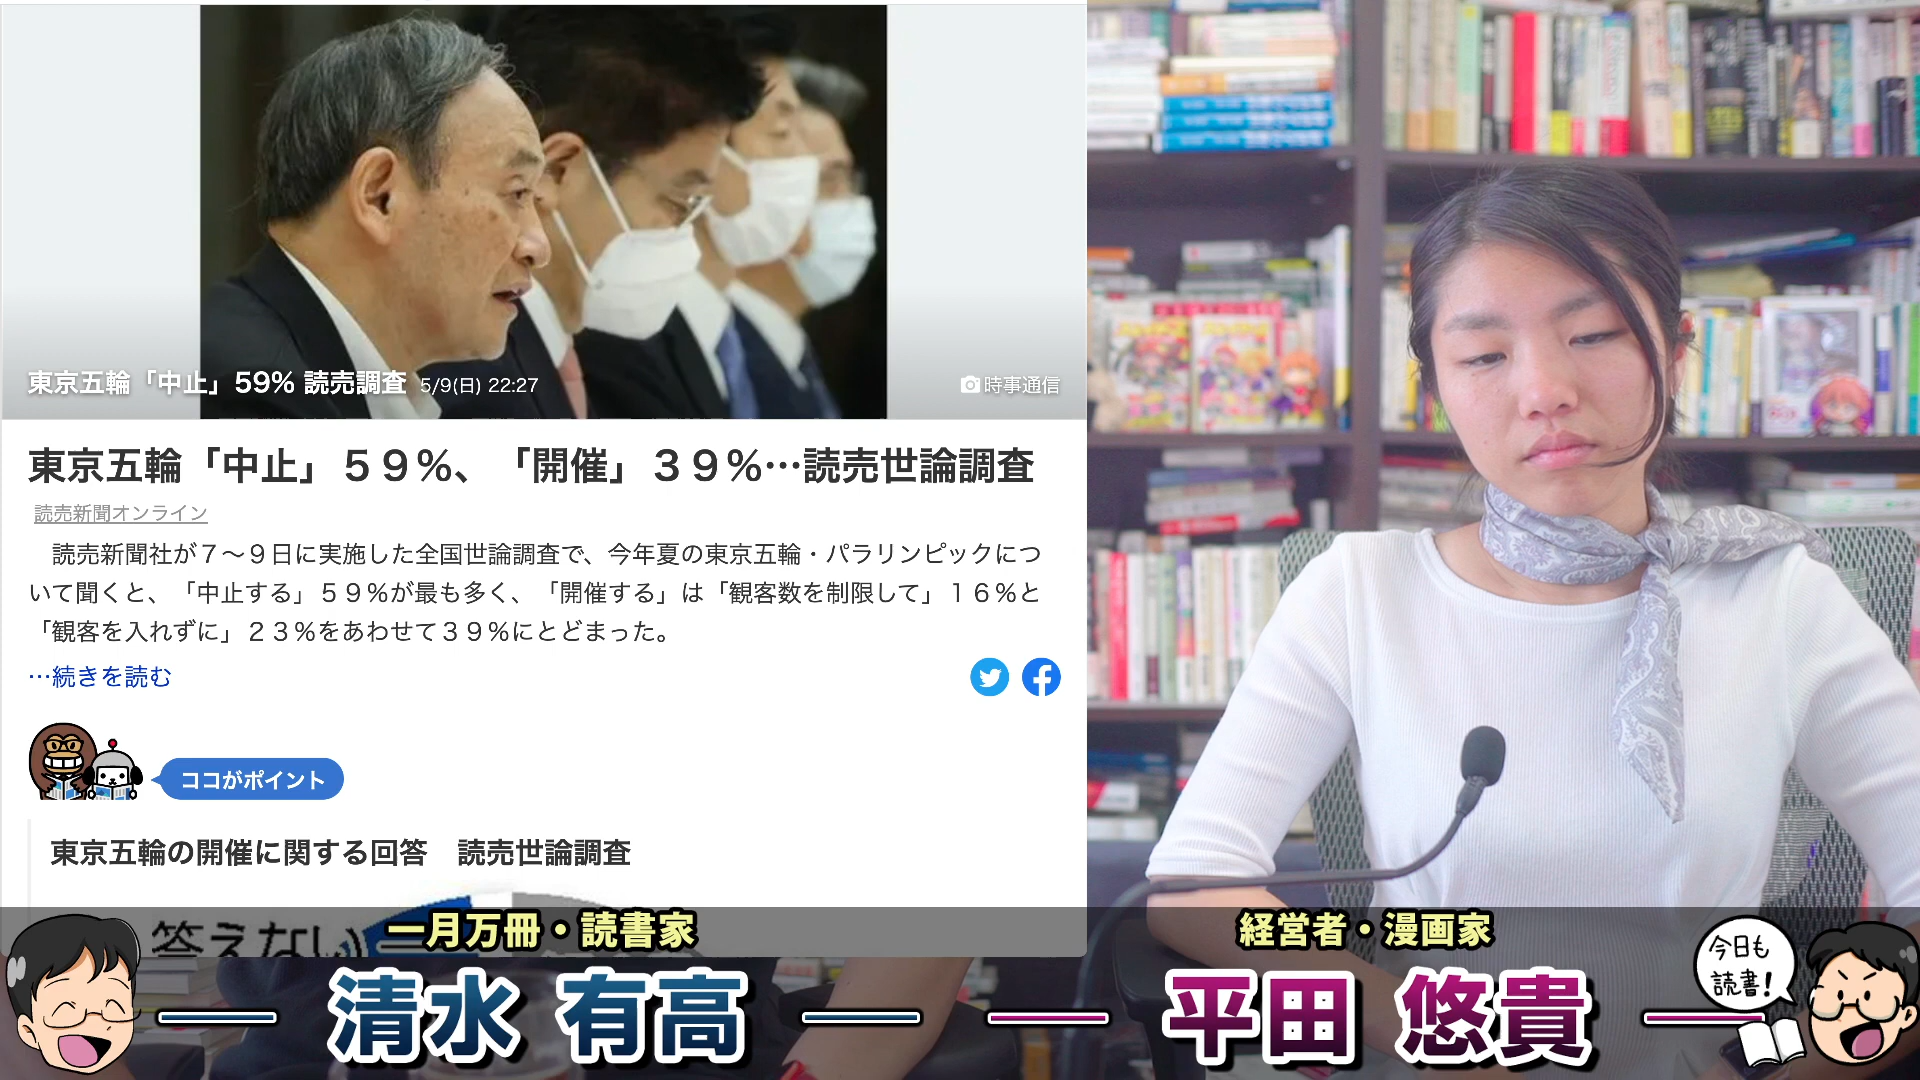 東京五輪「中止」59% 読売調査 5/9(日) 22:27
時事通信
東京五輪「中止」５９％、「開催」３９％…読売世論調査
読売新聞オンライン
　読売新聞社が７～９日に実施した全国世論調査で、今年夏の東京五輪・パラリンピックにつ
いて聞くと、「中止する」５９％が最も多く、「開催する」は「観客数を制限して」１６％と
「観客を入れずに」２３％をあわせて３９％にとどまった。
…続きを読む
ココがポイント
東京五輪の開催に関する回答　読売世論調査
答えない
一月万冊・読書家
清水 有高
経営者・漫画家
平田 悠貴
今日も
読書！